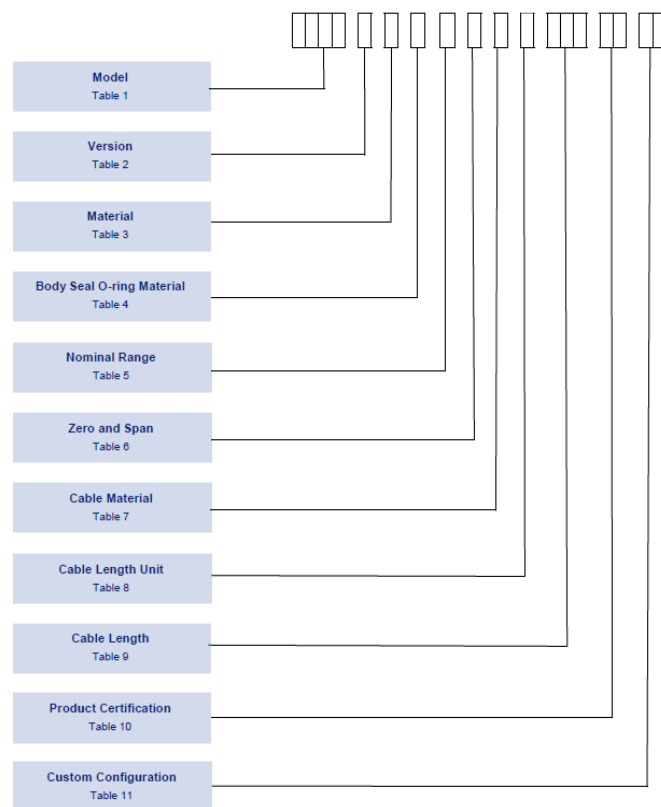 Model
Table 1
Version
Table 2
Material
Table 3
Body Seal O-ring Material
Table 4
Nominal Range
Table 5
Zero and Span
Table 6
Cable Material
Table 7
Cable Length Unit
Table 8
Cable Length
Table 9
Product Certification
Table 10
Custom Configuration
Table 11